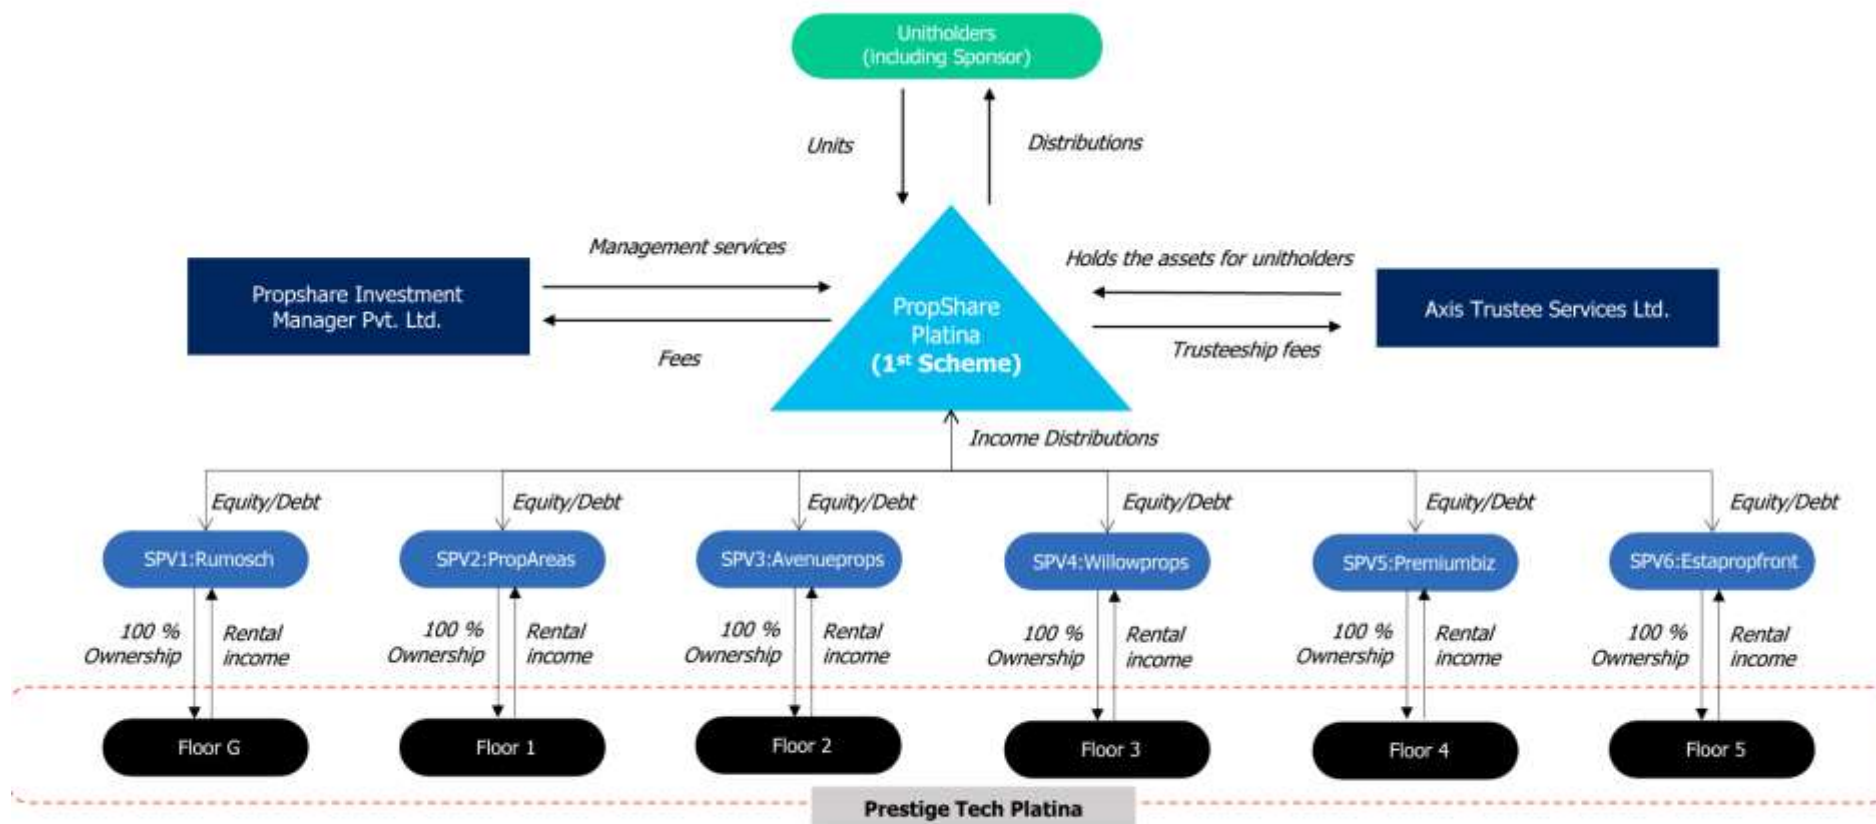 Unitholders
(including Sponsor)
Units
Distributions
Management services
Holds the assets for unitholders
Propshare Investment
Manager Pvt. Ltd.
PropShare
Platina
(1st Scheme)
Axis Trustee Services Ltd.
Fees
Trusteeship fees
Income Distributions
Equity/Debt
Equity/Debt
Equity/Debt
Equity/Debt
Equity/Debt
Equity/Debt
SPV1:Rumosch
SPV2:PropAreas
SPV3:Avenueprops
SPV4:Willowprops
SPV5:Premiumbiz
SPV6:Estapropfront
100 %
Ownership
Rental
income
100 %
Ownership
Rental
income
100 %
Ownership
Rental
income
100 %
Ownership
Rental
income
100 %
Ownership
Rental
income
100 %
Ownership
Rental
income
Floor G
Floor 1
Floor 2
Floor 3
Floor 4
Floor 5
Prestige Tech Platina